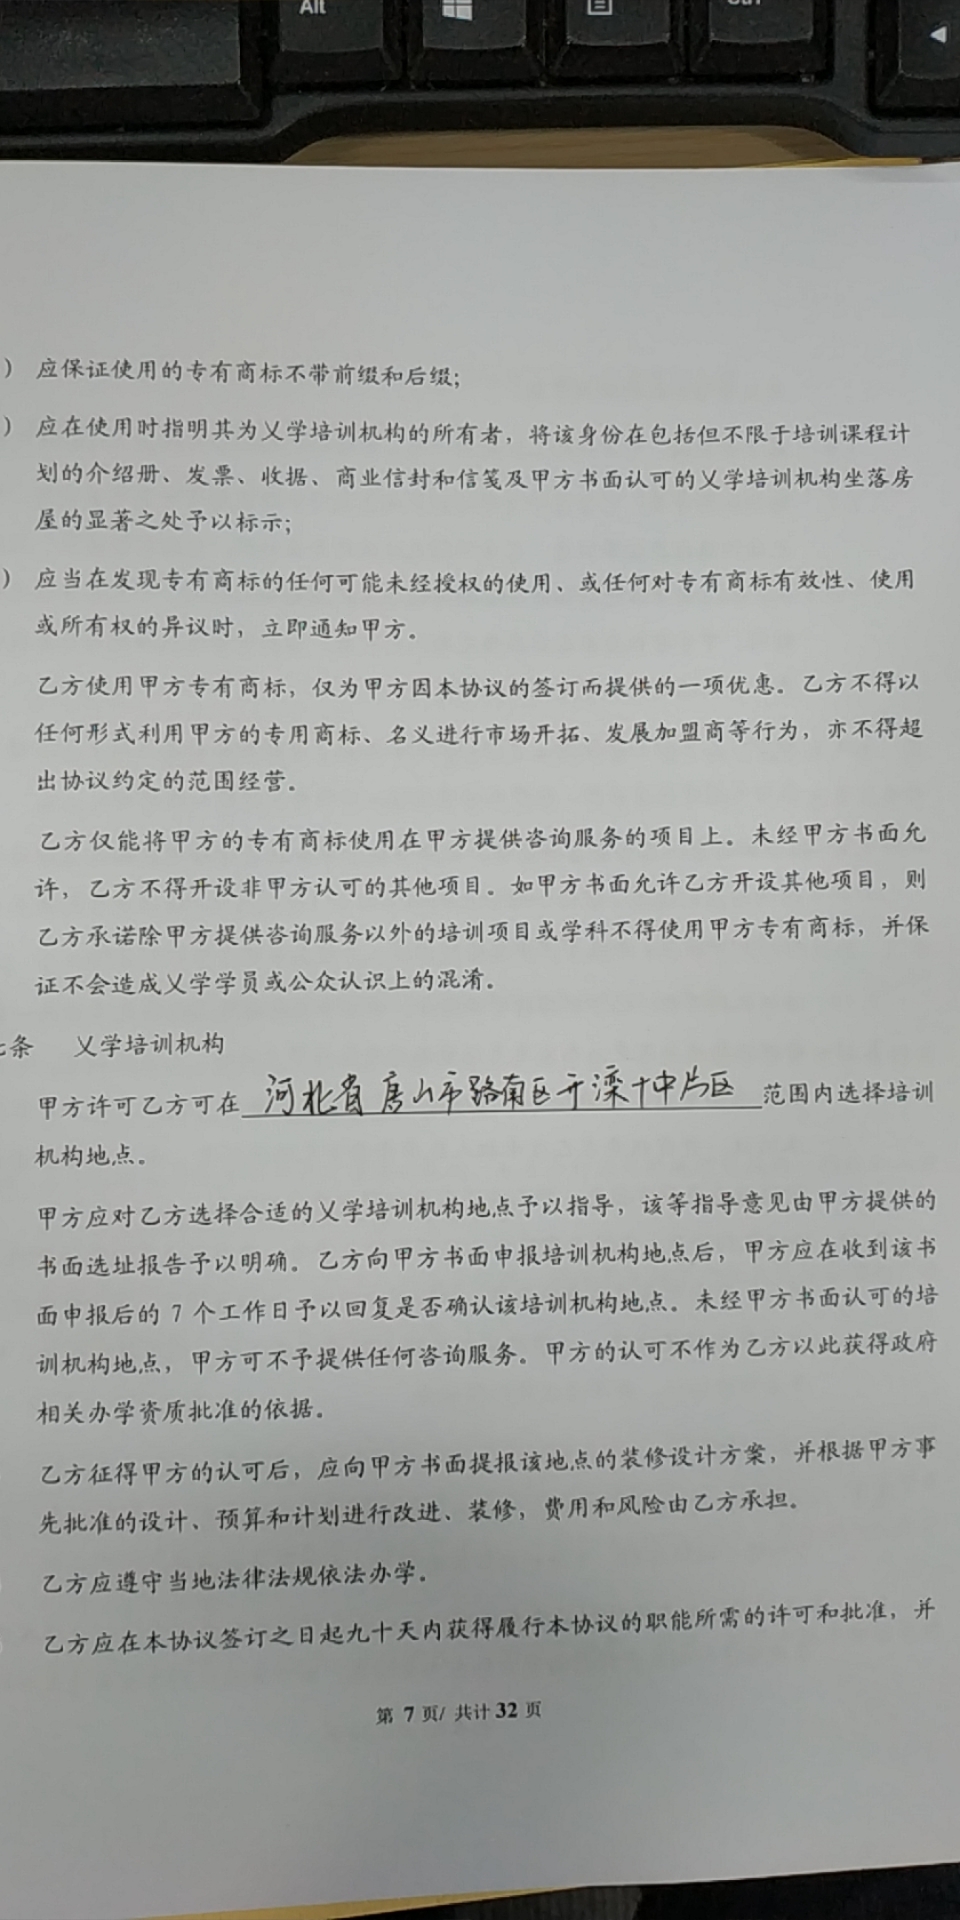 Alt
）应保证使用的专有商标不带前缀和后缀；
）应在使用时指明其为乂学培训机构的所有者，将该身份在包括但不限于培训课程计
划的介绍册、发票、收据、商业信封和信笺及甲方书面认可的乂学培训机构坐落房
屋的显著之处予以标示；
）应当在发现专有商标的任何可能未经授权的使用、或任何对专有商标有效性、使用
或所有权的异议时，立即通知甲方。
乙方使用甲方专有商标，仅为甲方因本协议的签订而提供的一项优惠。乙方不得以
任何形式利用甲方的专用商标、名义进行市场开拓、发展加盟商等行为，亦不得超
出协议约定的范围经营。
乙方仅能将甲方的专有商标使用在甲方提供咨询服务的项目上。未经甲方书面允
许，乙方不得开设非甲方认可的其他项目。如甲方书面允许乙方开设其他项目，则
乙方承诺除甲方提供咨询服务以外的培训项目或学科不得使用甲方专有商标，并保
证不会造成乂学学员或公众认识上的混淆。
条 乂学培训机构
甲方许可乙方可在 河北省唐山市路南区开滦十中片区 范围内选择培训
机构地点。
甲方应对乙方选择合适的乂学培训机构地点予以指导，该等指导意见由甲方提供的
书面选址报告予以明确。乙方向甲方书面申报培训机构地点后，甲方应在收到该书
面申报后的 7 个工作日予以回复是否确认该培训机构地点。未经甲方书面认可的培
训机构地点，甲方可不予提供任何咨询服务。甲方的认可不作为乙方以此获得政府
相关办学资质批准的依据。
乙方征得甲方的认可后，应向甲方书面提报该地点的装修设计方案，并根据甲方事
先批准的设计、预算和计划进行改进、装修，费用和风险由乙方承担。
乙方应遵守当地法律法规依法办学。
乙方应在本协议签订之日起九十天内获得履行本协议的职能所需的许可和批准，并
第 7 页/ 共计 32 页